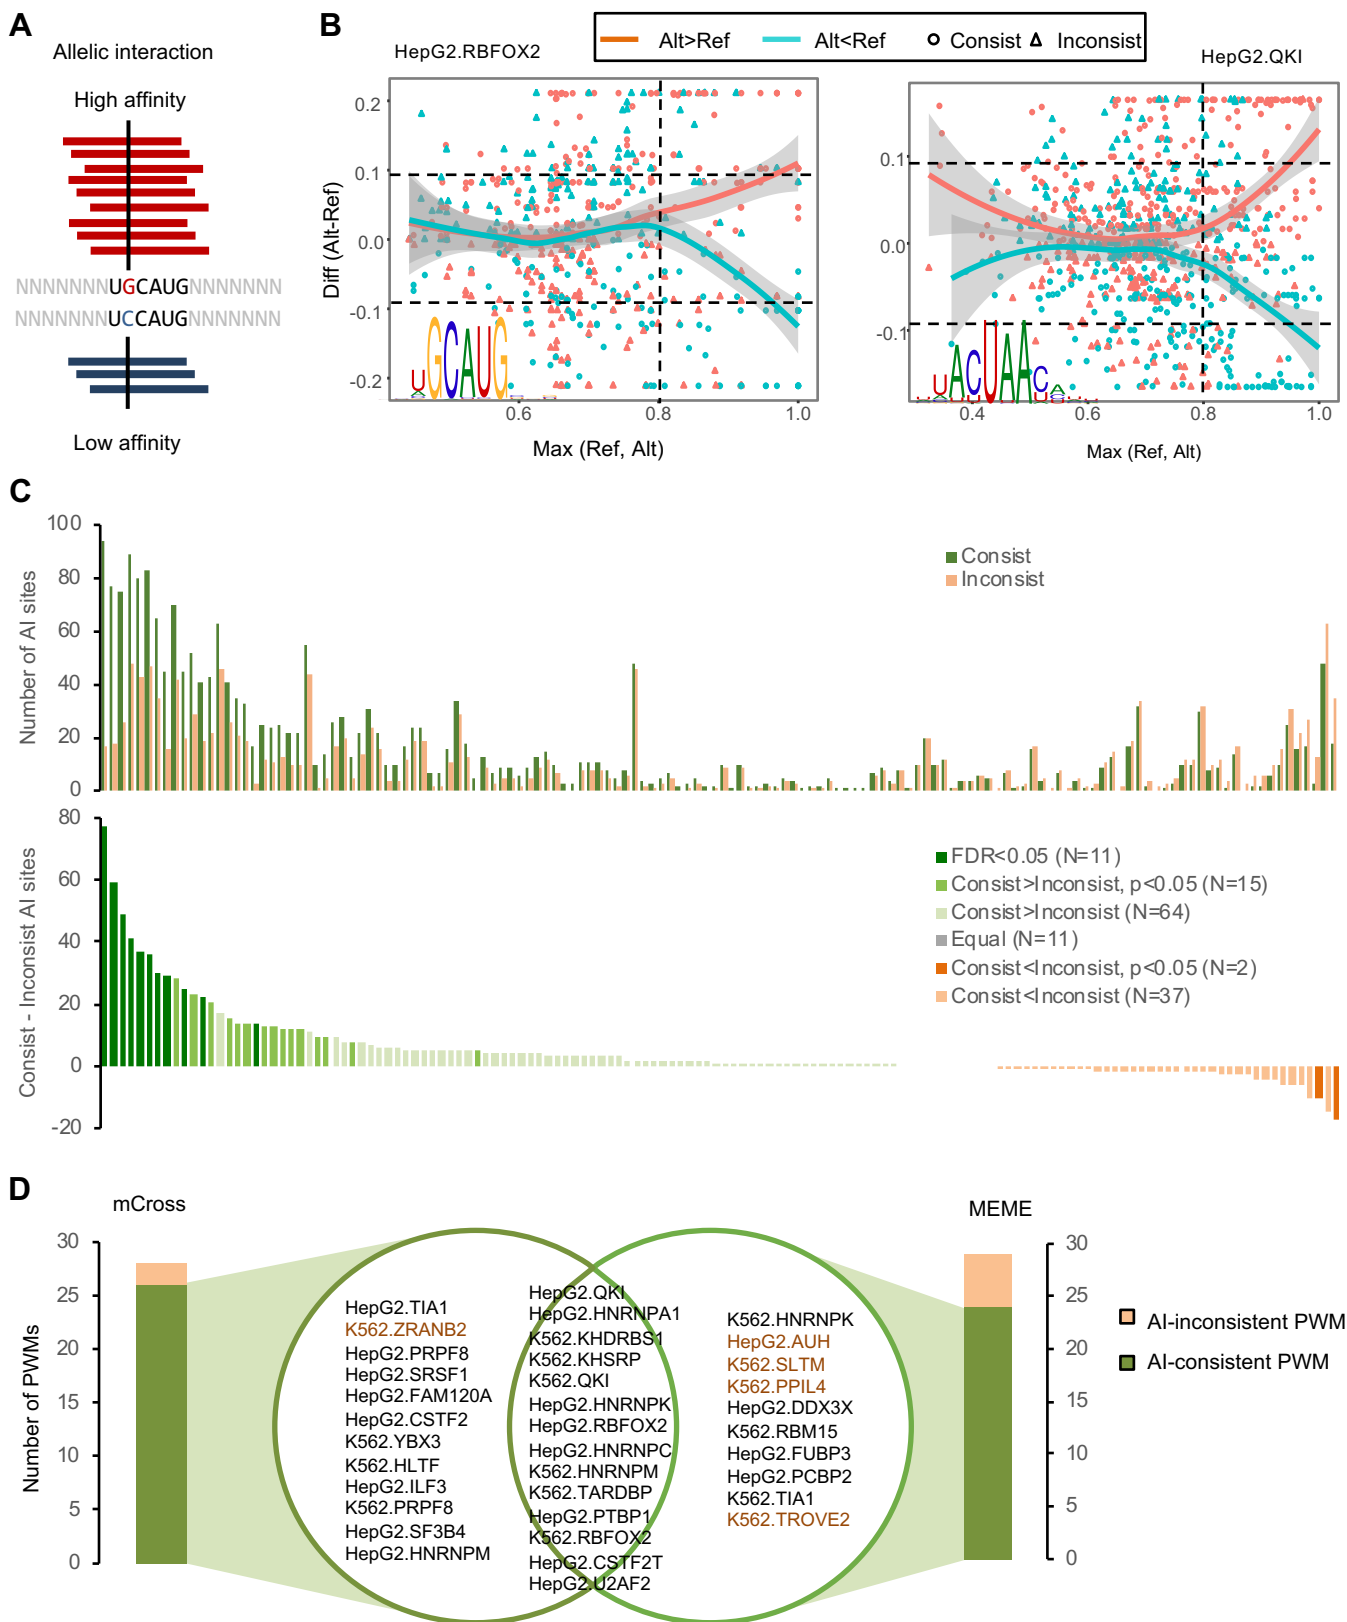 A
Allelic interaction
High affinity
NNNNNNNUGCAUGNNNNNNN
NNNNNNNUCCAUGNNNNNNN
Low affinity
B
Alt>Ref Alt<Ref Consist Inconsist
HepG2.RBFOX2
HepG2.QKI
Diff (Alt-Ref)
0.2
0.1
0.0
-0.1
-0.2
0.6 0.8 1.0
Max (Ref, Alt)
UGCAUG
0.1
0.0
-0.1
0.4 0.6 0.8 1.0
Max (Ref, Alt)
UACUAAC
C
Number of AI sites
100
80
60
40
20
0
Consist
Inconsist
Consist - Inconsist AI sites
80
60
40
20
0
-20
FDR<0.05 (N=11)
Consist>Inconsist, p<0.05 (N=15)
Consist>Inconsist (N=64)
Equal (N=11)
Consist<Inconsist, p<0.05 (N=2)
Consist<Inconsist (N=37)
D
mCross
Number of PWMs
30
25
20
15
10
5
0
HepG2.TIA1
K562.ZRANB2
HepG2.PRPF8
HepG2.SRSF1
HepG2.FAM120A
HepG2.CSTF2
K562.YBX3
K562.HLTF
HepG2.ILF3
K562.PRPF8
HepG2.SF3B4
HepG2.HNRNPM
HepG2.QKI
HepG2.HNRNPA1
K562.KHDRBS1
K562.KHSRP
K562.QKI
HepG2.HNRNPK
HepG2.RBFOX2
HepG2.HNRNPC
K562.HNRNPM
K562.TARDBP
HepG2.PTBP1
K562.RBFOX2
HepG2.CSTF2T
HepG2.U2AF2
K562.HNRNPK
HepG2.AUH
K562.SLTM
K562.PPIL4
HepG2.DDX3X
K562.RBM15
HepG2.FUBP3
HepG2.PCBP2
K562.TIA1
K562.TROVE2
MEME
30
25
20
15
10
5
0
AI-inconsistent PWM
AI-consistent PWM